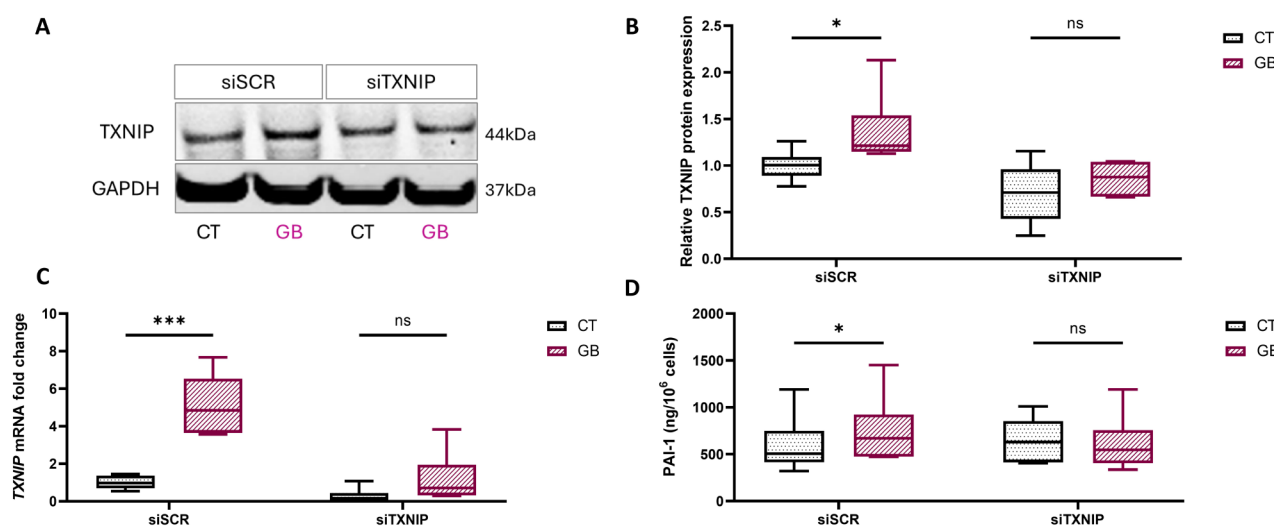 A
siSCR siTXNIP
TXNIP 44kDa
GAPDH 37kDa
CT GB CT GB
B
Relative TXNIP protein expression
2.5
2.0
1.5
1.0
0.5
0.0
* ns
siSCR siTXNIP
CT
GB
C
TXNIP mRNA fold change
10
8
6
4
2
0
*** ns
siSCR siTXNIP
CT
GB
D
PAI-1 (ng/10⁶ cells)
2000
1500
1000
500
0
* ns
siSCR siTXNIP
CT
GB